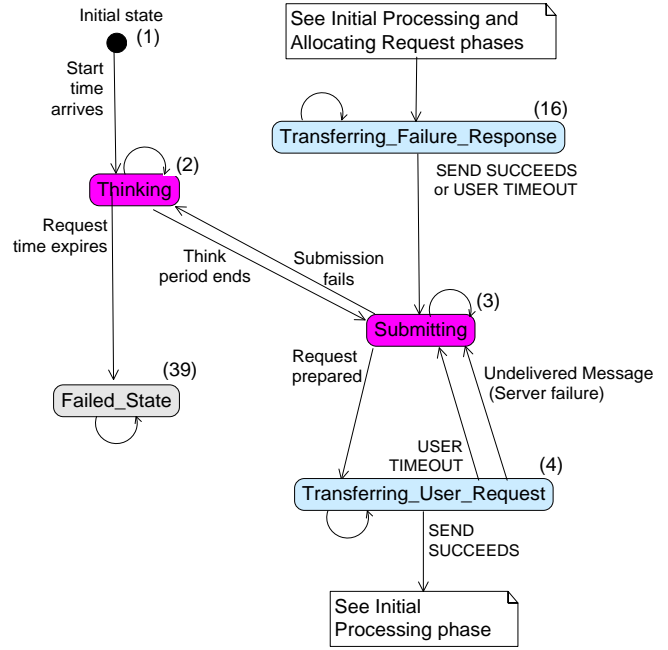 Initial state
(1)
See Initial Processing and
Allocating Request phases
Start
time
arrives
(16)
Transferring_Failure_Response
(2)
Thinking
SEND SUCCEEDS
or USER TIMEOUT
Request
time expires
Think
period ends
Submission
fails
(3)
Submitting
Request
prepared
Undelivered Message
(Server failure)
(39)
Failed_State
USER
TIMEOUT
(4)
Transferring_User_Request
SEND
SUCCEEDS
See Initial
Processing phase